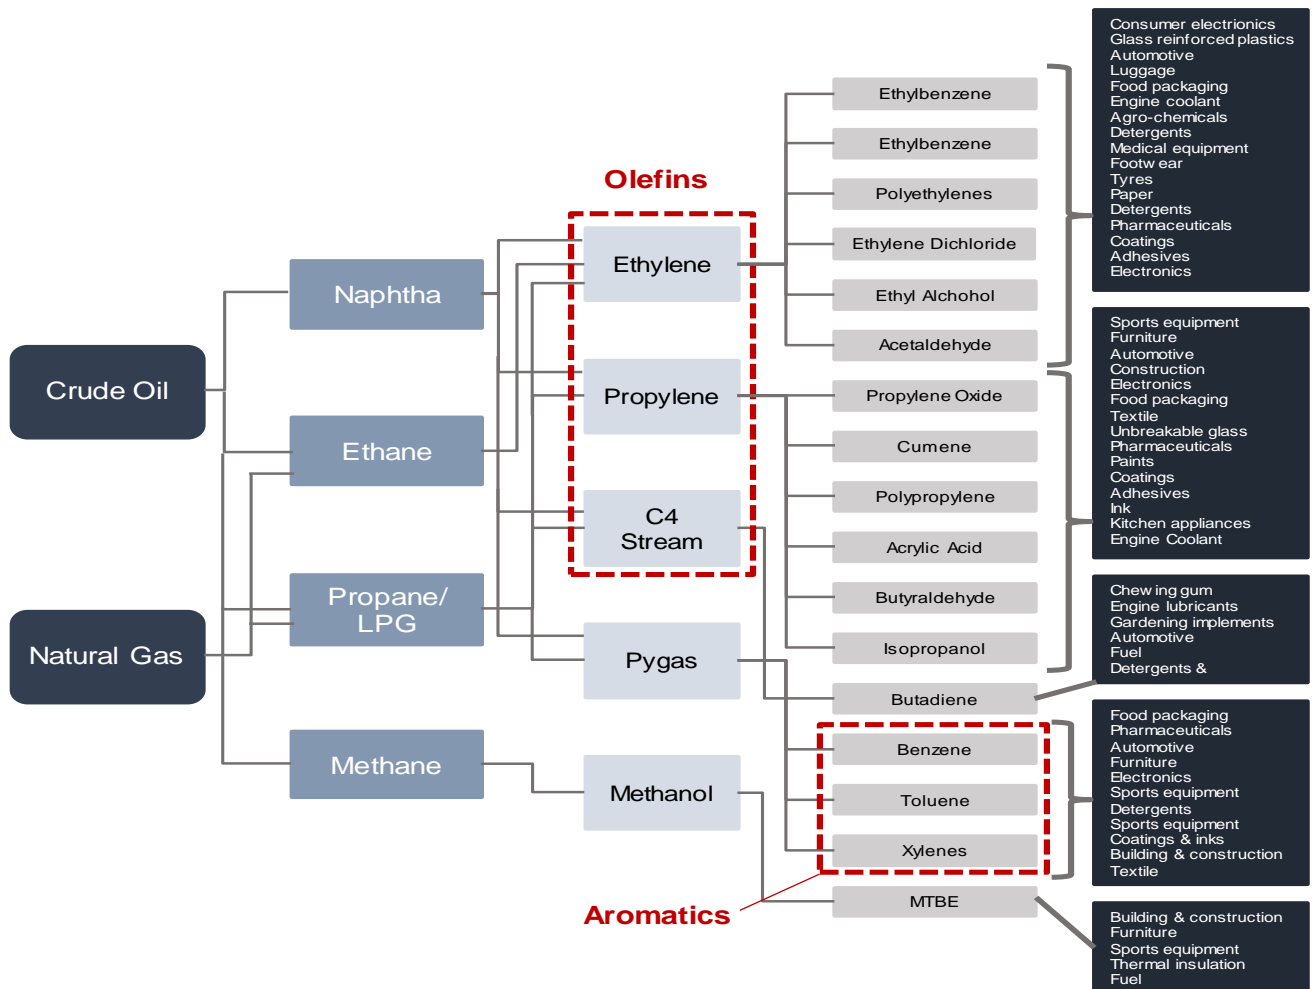 Crude Oil
Natural Gas
Naphtha
Ethane
Propane/
LPG
Methane
Olefins
Ethylene
Propylene
C4
Stream
Pygas
Methanol
Ethylbenzene
Ethylbenzene
Polyethylenes
Ethylene Dichloride
Ethyl Alchohol
Acetaldehyde
Propylene Oxide
Cumene
Polypropylene
Acrylic Acid
Butyraldehyde
Isopropanol
Butadiene
Benzene
Toluene
Xylenes
Aromatics
MTBE
Consumer electrionics
Glass reinforced plastics
Automotive
Luggage
Food packaging
Engine coolant
Agro-chemicals
Detergents
Medical equipment
Footwear
Tyres
Paper
Detergents
Pharmaceuticals
Coatings
Adhesives
Electronics
Sports equipment
Furniture
Automotive
Construction
Electronics
Food packaging
Textile
Unbreakable glass
Pharmaceuticals
Paints
Coatings
Adhesives
Ink
Kitchen appliances
Engine Coolant
Chewing gum
Engine lubricants
Gardening implements
Automotive
Fuel
Detergents &
Food packaging
Pharmaceuticals
Automotive
Furniture
Electronics
Sports equipment
Detergents
Sports equipment
Coatings & inks
Building & construction
Textile
Building & construction
Furniture
Sports equipment
Thermal insulation
Fuel